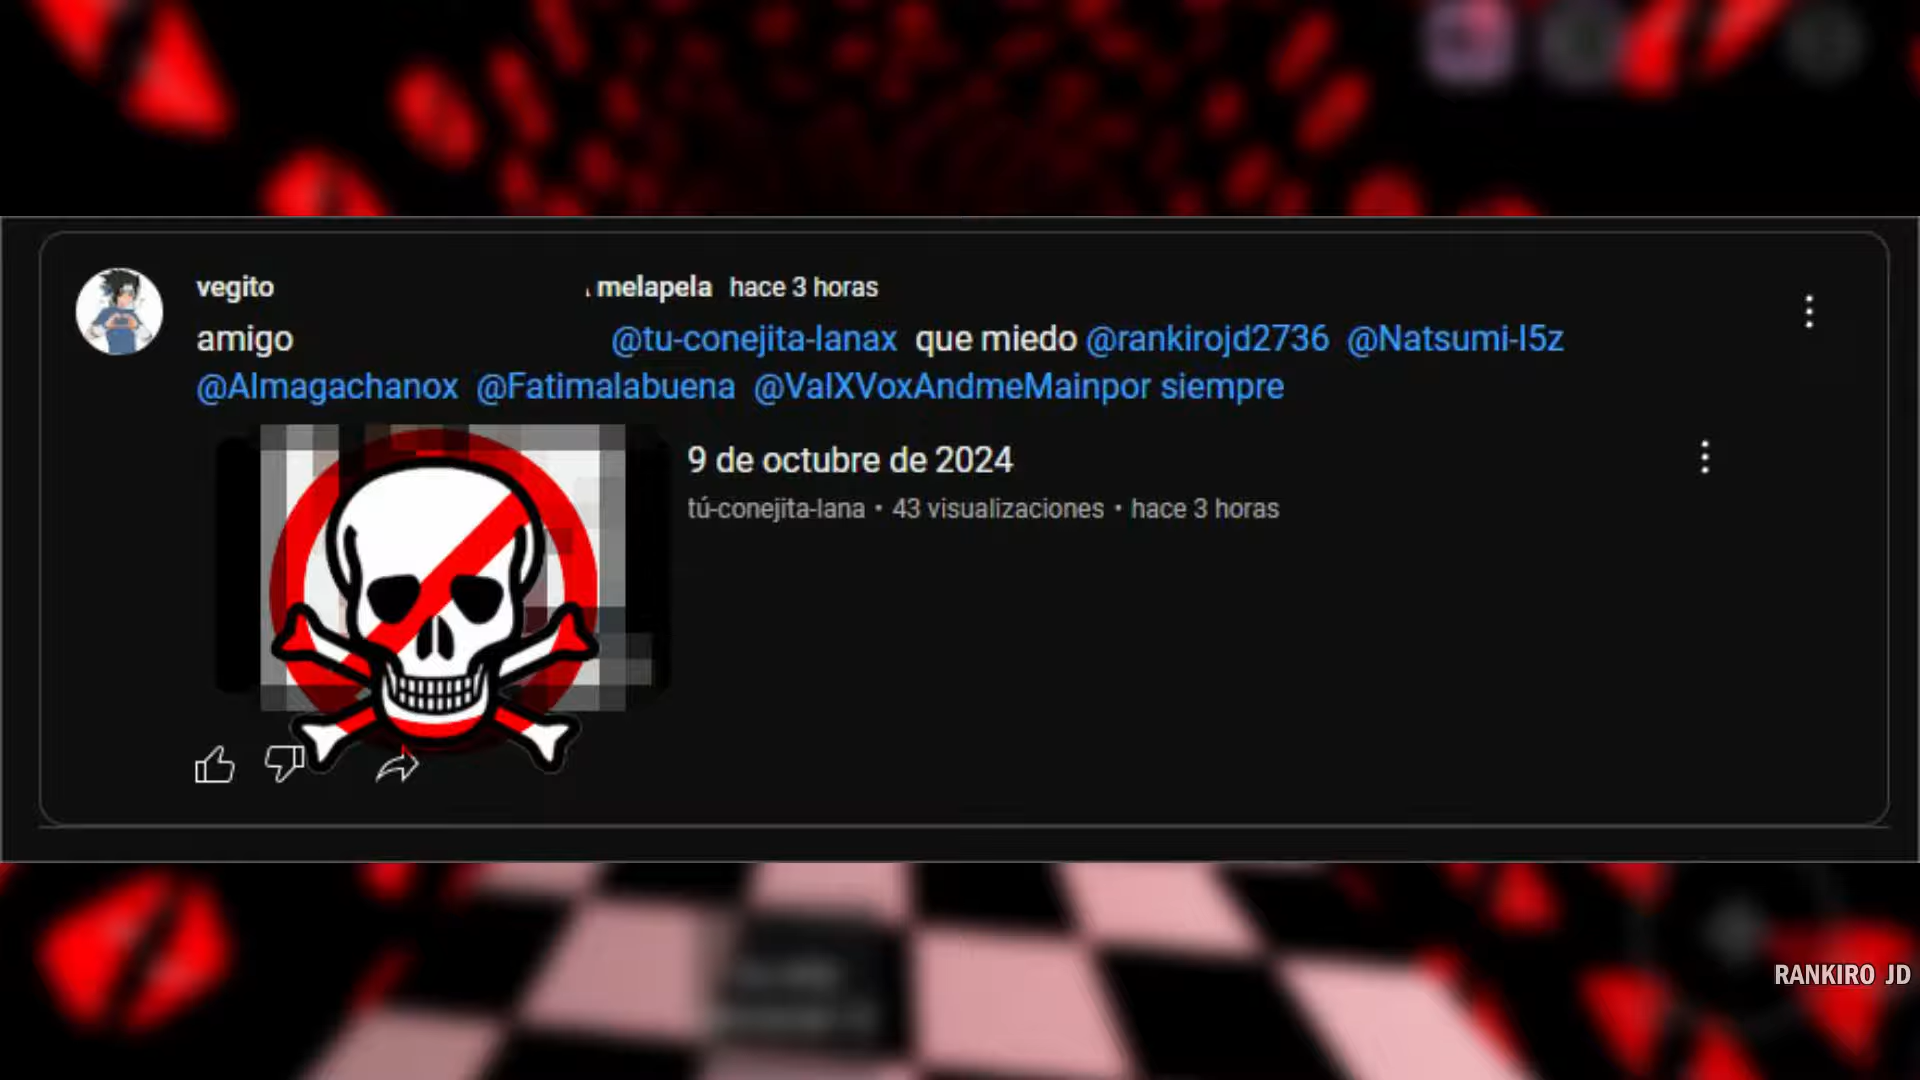 vegito melapela hace 3 horas
amigo @tu-conejita-lanax que miedo @rankirojd2736 @Natsumi-l5z
@Almagachanox @Fatimalabuena @ValXVoxAndmeMainpor siempre
9 de octubre de 2024
tú-conejita-lana • 43 visualizaciones • hace 3 horas
RANKIRO JD